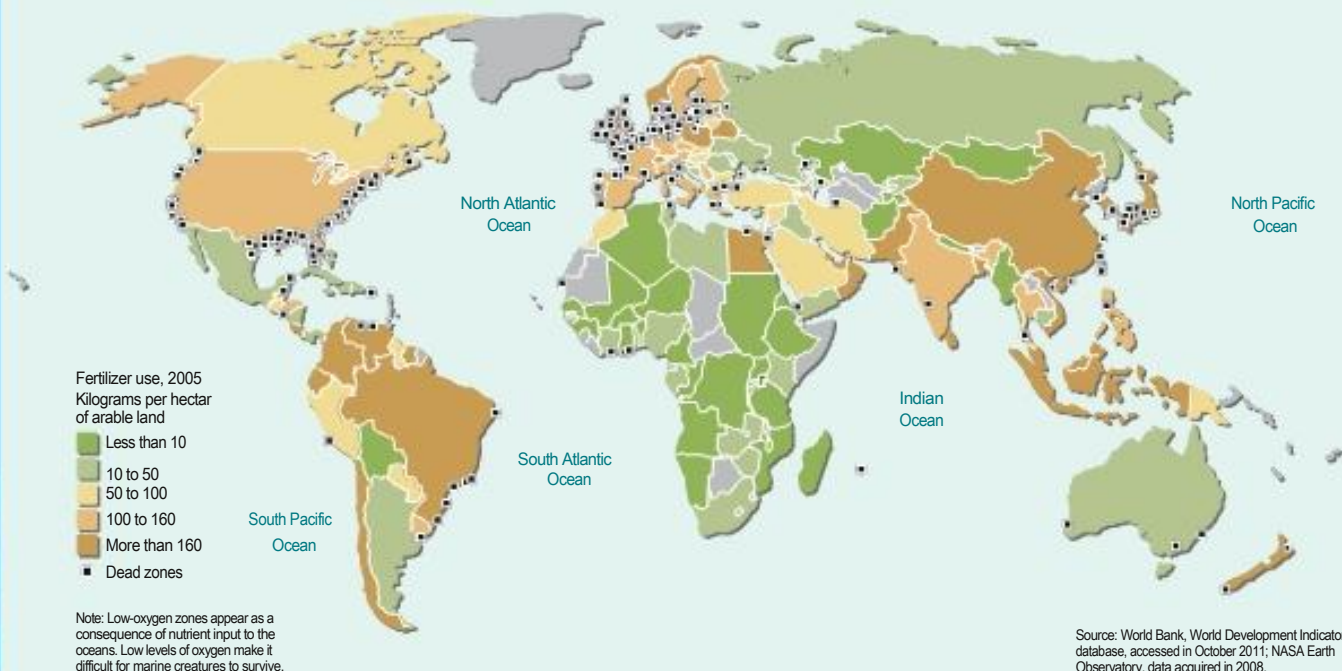 North Atlantic
Ocean
North Pacific
Ocean
Indian
Ocean
South Atlantic
Ocean
South Pacific
Ocean
Fertilizer use, 2005
Kilograms per hectar
of arable land
Less than 10
10 to 50
50 to 100
100 to 160
More than 160
Dead zones
Note: Low-oxygen zones appear as a
consequence of nutrient input to the
oceans. Low levels of oxygen make it
difficult for marine creatures to survive.
Source: World Bank, World Development Indicato
database, accessed in October 2011; NASA Earth
Observatory, data acquired in 2008.